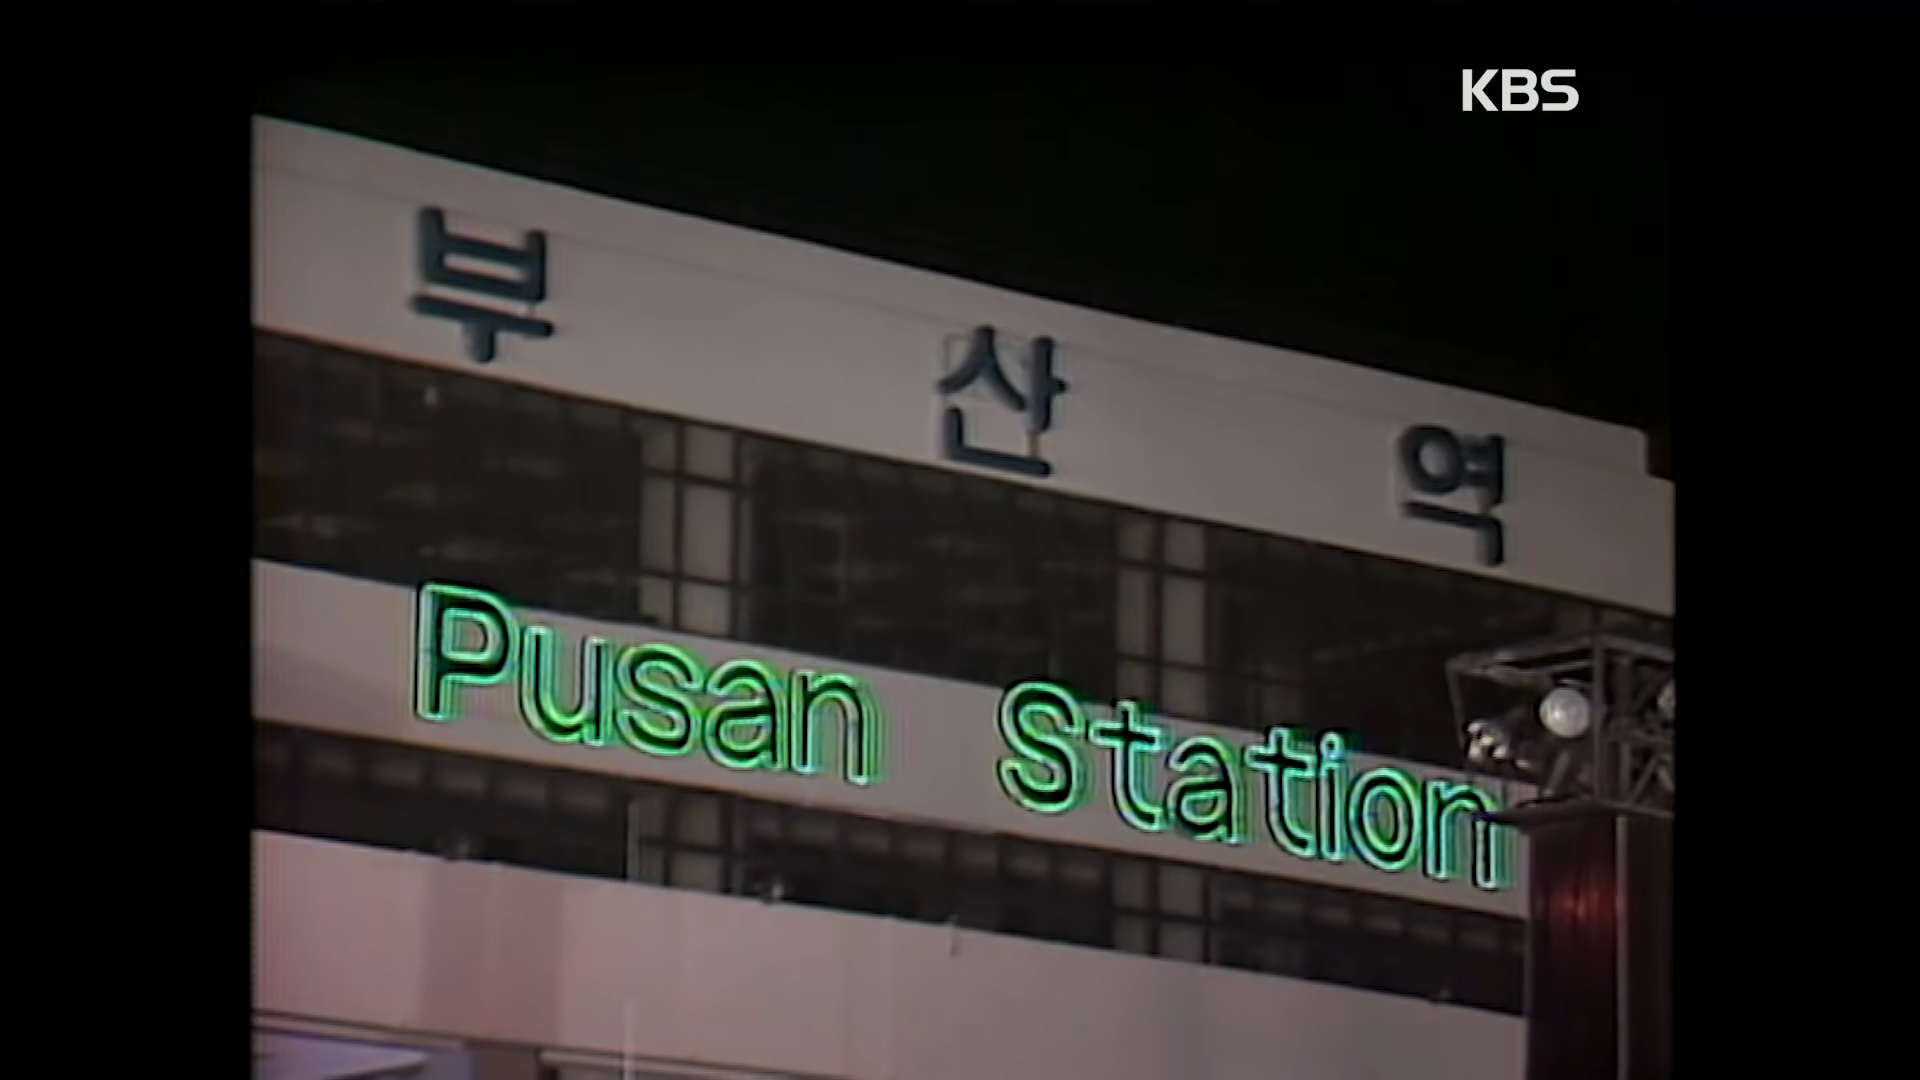 KBS
부산역
Pusan Station